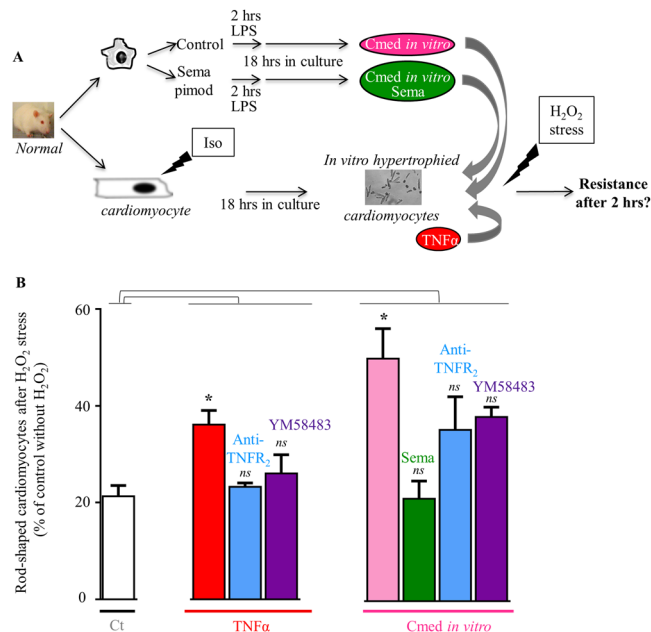 A
Normal
Control
Sema
pimod
2 hrs
LPS
18 hrs in culture
2 hrs
LPS
Cmed in vitro
Cmed in vitro
Sema
Iso
cardiomyocyte
18 hrs in culture
In vitro hypertrophied
cardiomyocytes
TNFα
H₂O₂
stress
Resistance
after 2 hrs?
B
Rod-shaped cardiomyocytes after H₂O₂ stress
(% of control without H₂O₂)
60
40
20
0
*
Anti-
TNFR₂
ns
YM58483
ns
*
Sema
ns
Anti-
TNFR₂
ns
YM58483
ns
Ct
TNFα
Cmed in vitro